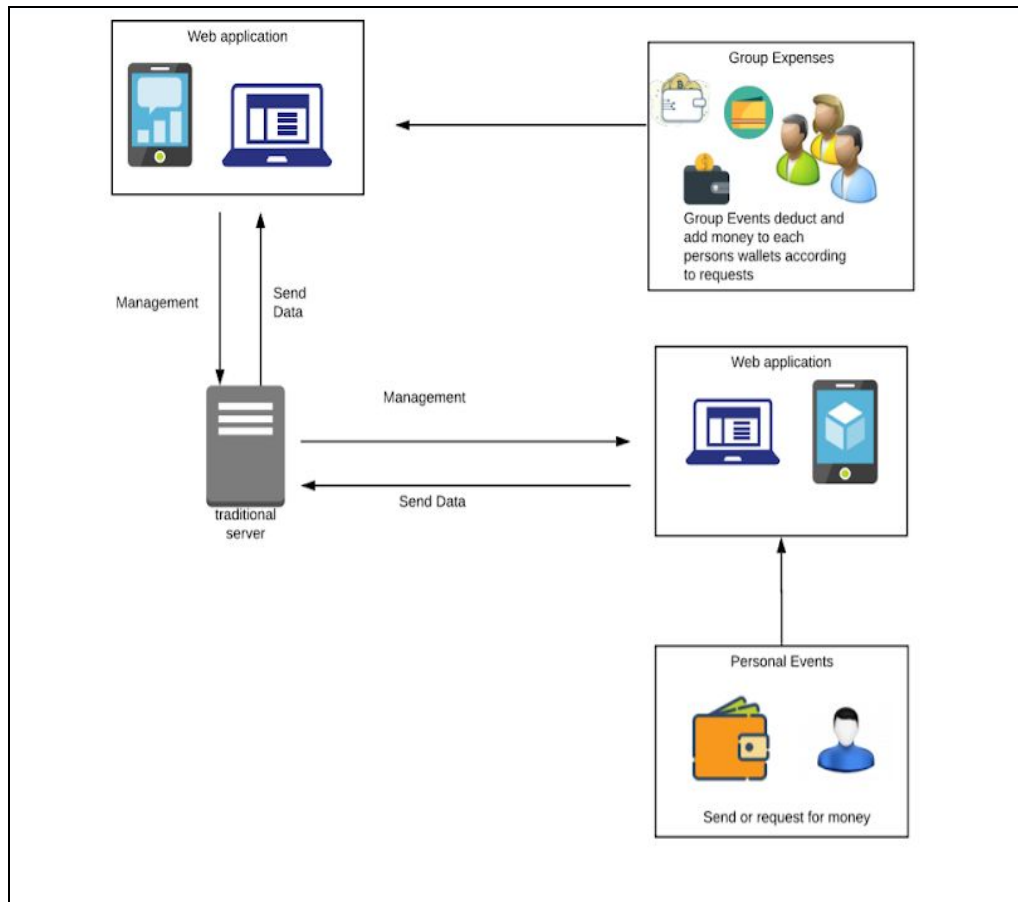 Web application
Group Expenses
Group Events deduct and
add money to each
persons wallets according
to requests
Management
Send
Data
Web application
Management
Send Data
traditional
server
Personal Events
Send or request for money